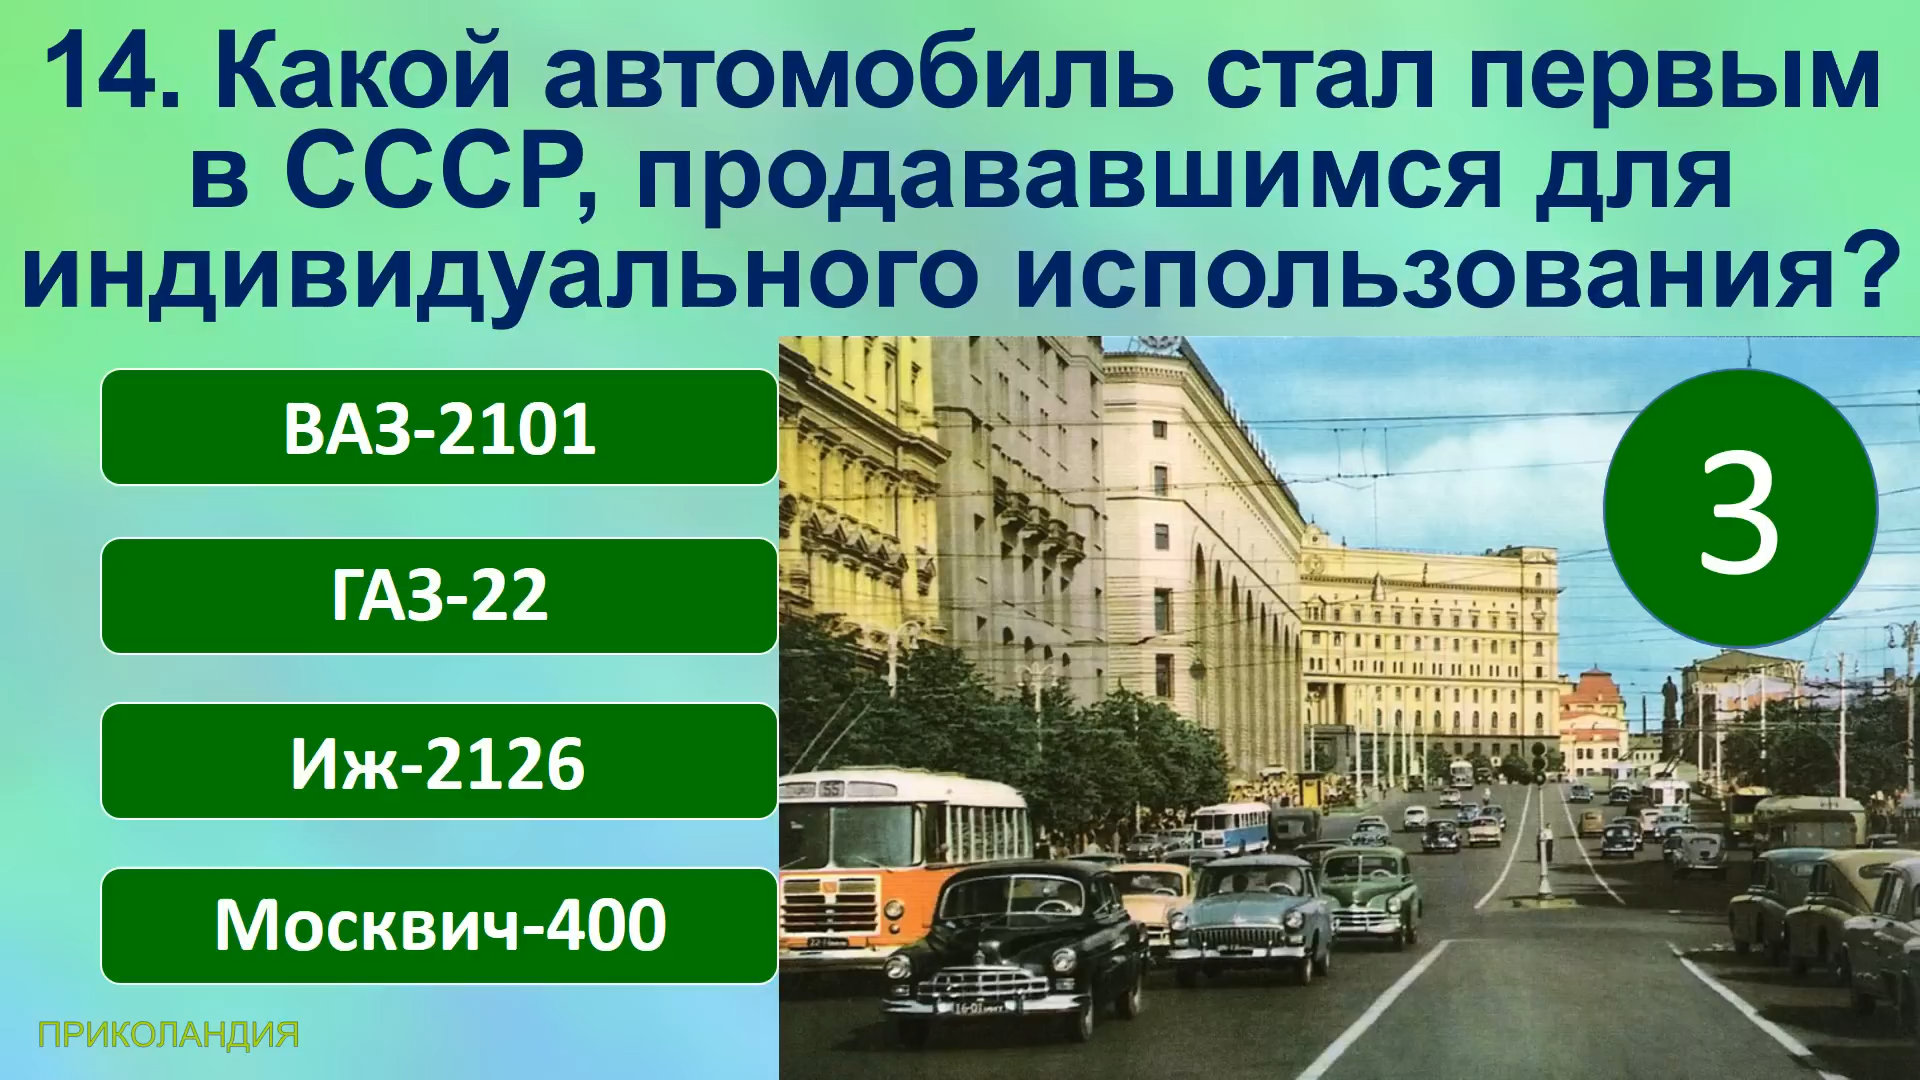 14. Какой автомобиль стал первым
в СССР, продававшимся для
индивидуального использования?
ВАЗ-2101
ГАЗ-22
Иж-2126
Москвич-400
3
55
ПРИКОЛАНДИЯ